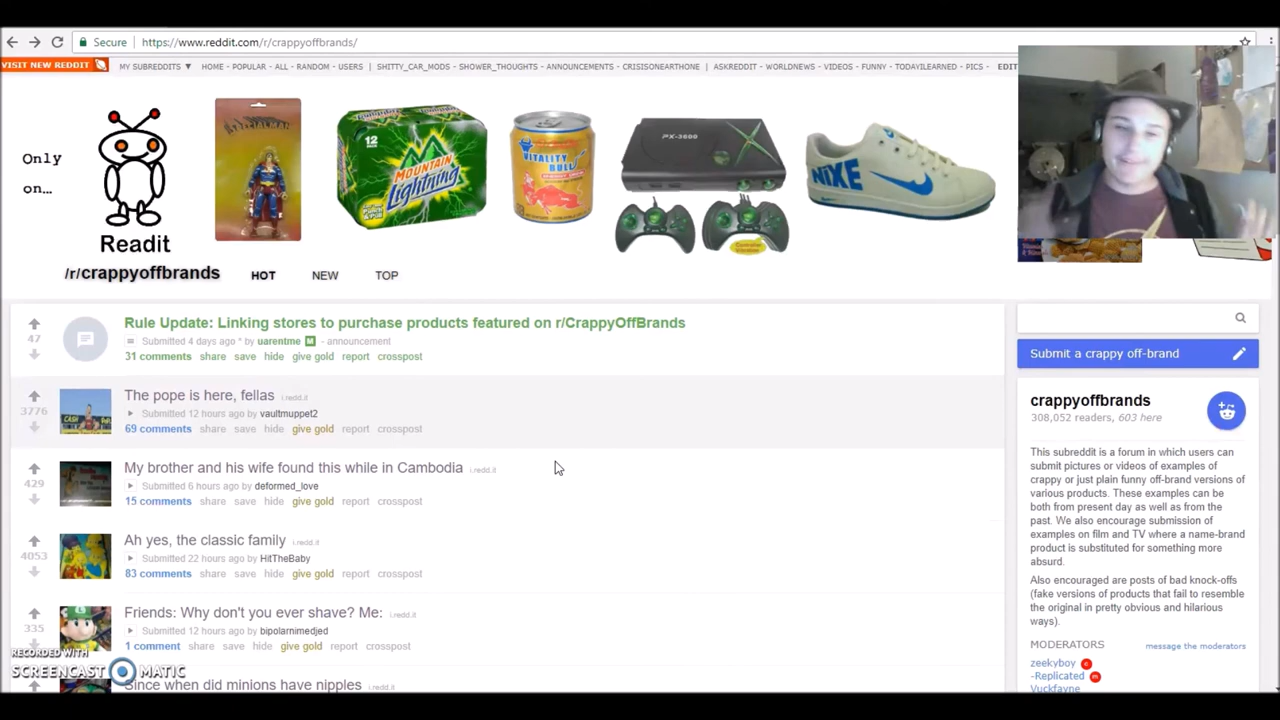 Secure https://www.reddit.com/r/crappyoffbrands/
VISIT NEW REDDIT MY SUBREDDITS ▼ HOME - POPULAR - ALL - RANDOM - USERS | SHITTY_CAR_MODS - SHOWER_THOUGHTS - ANNOUNCEMENTS - CRISISONEARTHONE | ASKREDDIT - WORLDNEWS - VIDEOS - FUNNY - TODAYILEARNED - PICS - EDIT
Only
on...
Readit
SPECIALMAN
12
MOUNTAIN
Lightning
VITALITY
BULL
PX-3600
NIXE
/r/crappyoffbrands HOT NEW TOP
Rule Update: Linking stores to purchase products featured on r/CrappyOffBrands
47
Submitted 4 days ago * by uarentme M - announcement
31 comments share save hide give gold report crosspost
The pope is here, fellas i.redd.it
3776
Submitted 12 hours ago by vaultmuppet2
69 comments share save hide give gold report crosspost
My brother and his wife found this while in Cambodia i.redd.it
429
Submitted 6 hours ago by deformed_love
15 comments share save hide give gold report crosspost
Ah yes, the classic family i.redd.it
4053
Submitted 22 hours ago by HitTheBaby
83 comments share save hide give gold report crosspost
Friends: Why don't you ever shave? Me: i.redd.it
335
Submitted 12 hours ago by bipolarnimedjed
1 comment share save hide give gold report crosspost
Since when did minions have nipples i.redd.it
RECORDED WITH
SCREENCAST MATIC
Submit a crappy off-brand
crappyoffbrands
308,052 readers, 603 here
This subreddit is a forum in which users can
submit pictures or videos of examples of
crappy or just plain funny off-brand versions of
various products. These examples can be
both from present day as well as from the
past. We also encourage submission of
examples on film and TV where a name-brand
product is substituted for something more
absurd.
Also encouraged are posts of bad knock-offs
(fake versions of products that fail to resemble
the original in pretty obvious and hilarious
ways).
MODERATORS message the moderators
zeekyboy
-Replicated
Vuckfayne